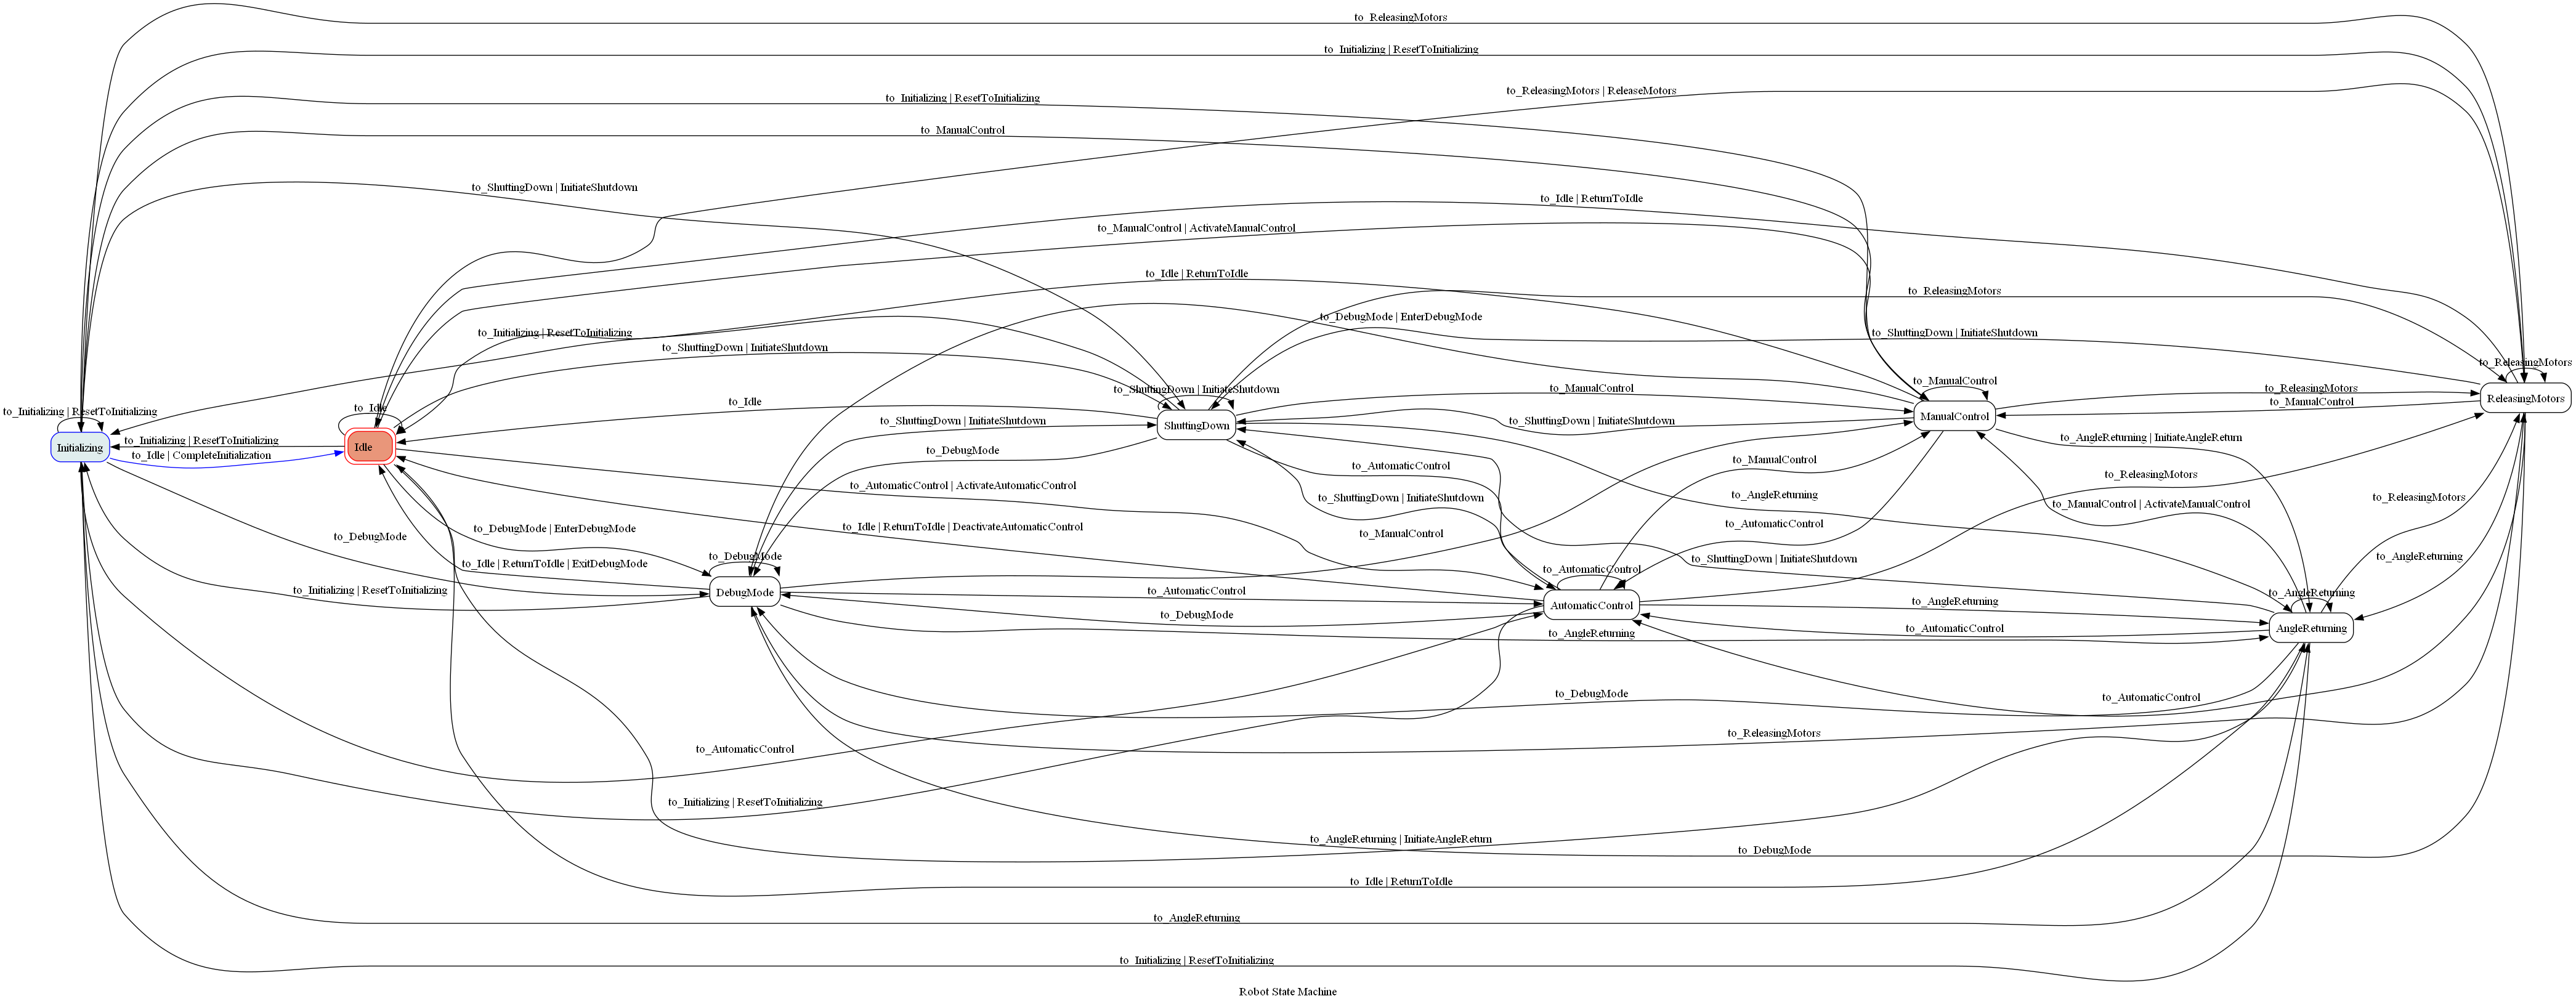 to_ReleasingMotors
to_Initializing | ResetToInitializing
to_ReleasingMotors | ReleaseMotors
to_Initializing | ResetToInitializing
to_ManualControl
to_ShuttingDown | InitiateShutdown
to_Idle | ReturnToIdle
to_ManualControl | ActivateManualControl
to_Idle | ReturnToIdle
to_ReleasingMotors
to_DebugMode | EnterDebugMode
to_Initializing | ResetToInitializing
to_ShuttingDown | InitiateShutdown
to_ShuttingDown | InitiateShutdown
to_ReleasingMotors
to_ManualControl
to_ShuttingDown | InitiateShutdown
to_ManualControl
to_ReleasingMotors
ReleasingMotors
to_Idle
to_ManualControl
to_Idle
to_Initializing | ResetToInitializing
ManualControl
to_ShuttingDown | InitiateShutdown
to_ShuttingDown | InitiateShutdown
ShuttingDown
to_Initializing | ResetToInitializing
Initializing
Idle
to_AngleReturning | InitiateAngleReturn
to_Idle | CompleteInitialization
to_DebugMode
to_ManualControl
to_AutomaticControl
to_ReleasingMotors
to_AutomaticControl | ActivateAutomaticControl
to_AngleReturning
to_ShuttingDown | InitiateShutdown
to_ReleasingMotors
to_ManualControl | ActivateManualControl
to_DebugMode | EnterDebugMode
to_Idle | ReturnToIdle | DeactivateAutomaticControl
to_AutomaticControl
to_ManualControl
to_DebugMode
to_DebugMode
to_AngleReturning
to_ShuttingDown | InitiateShutdown
to_Idle | ReturnToIdle | ExitDebugMode
to_AutomaticControl
to_Initializing | ResetToInitializing
DebugMode
to_AutomaticControl
to_AngleReturning
AutomaticControl
to_AngleReturning
to_DebugMode
AngleReturning
to_AutomaticControl
to_AngleReturning
to_DebugMode
to_AutomaticControl
to_ReleasingMotors
to_AutomaticControl
to_Initializing | ResetToInitializing
to_AngleReturning | InitiateAngleReturn
to_DebugMode
to_Idle | ReturnToIdle
to_AngleReturning
to_Initializing | ResetToInitializing
Robot State Machine